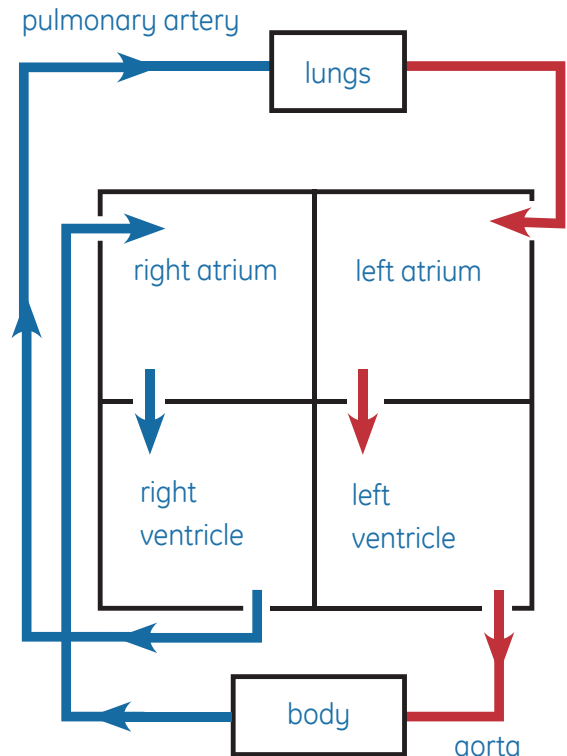 pulmonary artery
lungs
right atrium
left atrium
right
ventricle
left
ventricle
body
aorta